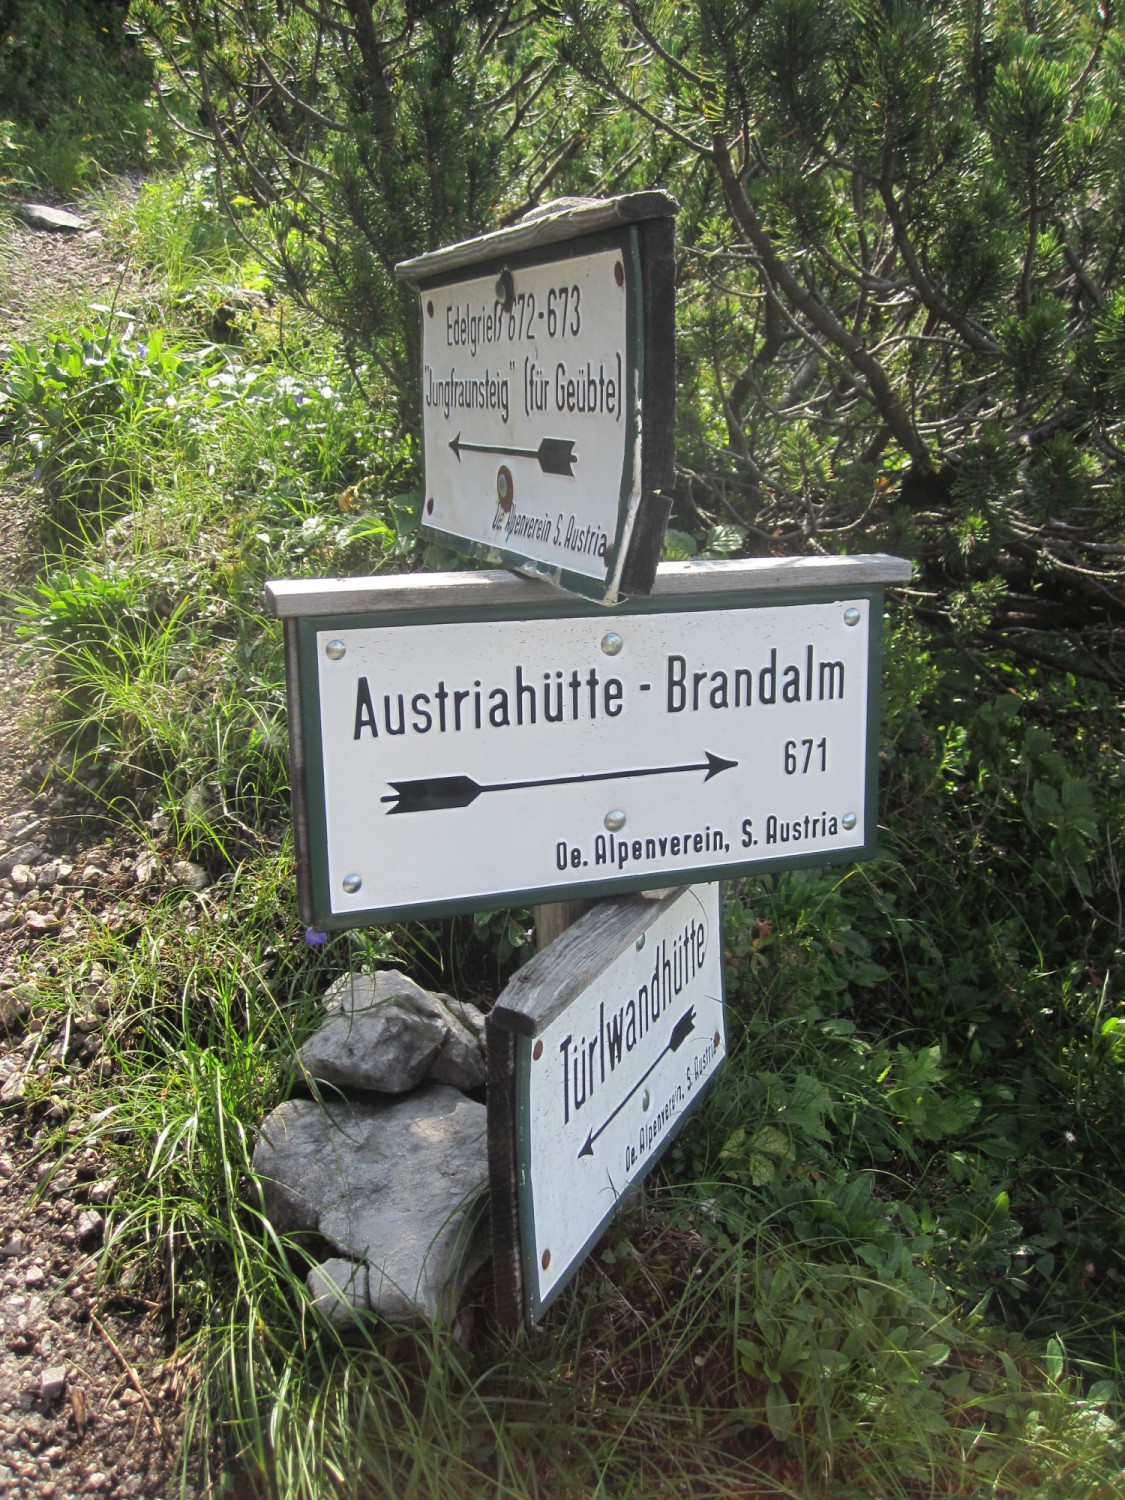 Edelgrieß 672-673
"Jungfraunsteig" (für Geübte)
Oe. Alpenverein S. Austria
Austriahütte - Brandalm
671
Oe. Alpenverein, S. Austria
Türlwandhütte
Oe. Alpenverein, S. Austria